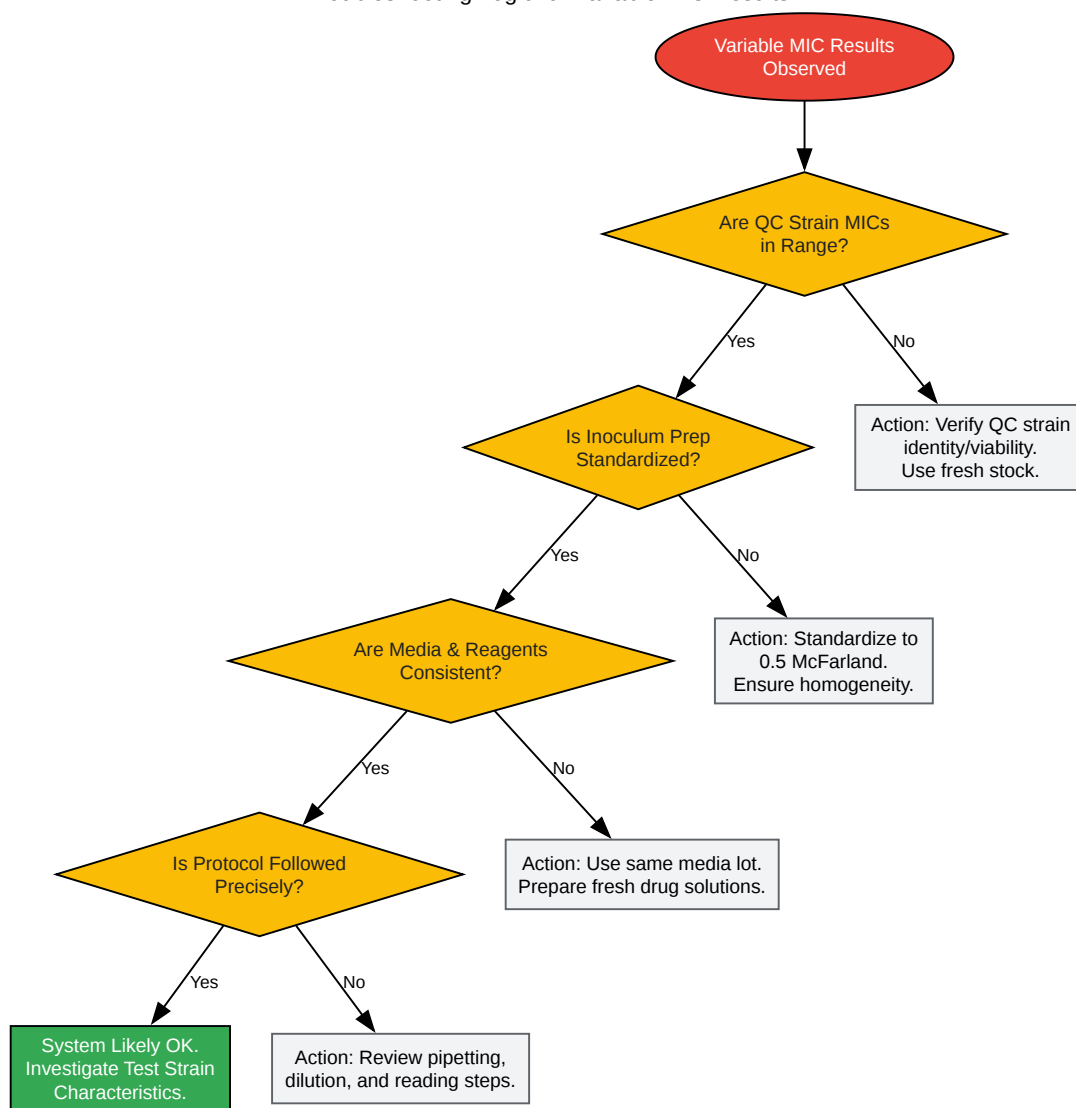 Variable MIC Results
Observed
Are QC Strain MICs
in Range?
Yes
No
Is Inoculum Prep
Standardized?
Action: Verify QC strain
identity/viability.
Use fresh stock.
Yes
No
Are Media & Reagents
Consistent?
Action: Standardize to
0.5 McFarland.
Ensure homogeneity.
Yes
No
Is Protocol Followed
Precisely?
Action: Use same media lot.
Prepare fresh drug solutions.
Yes
No
System Likely OK.
Investigate Test Strain
Characteristics.
Action: Review pipetting,
dilution, and reading steps.